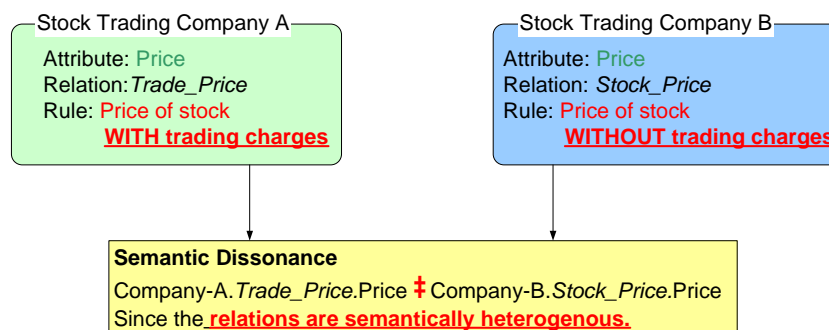 Stock Trading Company A
Attribute: Price
Relation:Trade_Price
Rule: Price of stock
WITH trading charges
Stock Trading Company B
Attribute: Price
Relation: Stock_Price
Rule: Price of stock
WITHOUT trading charges
Semantic Dissonance
Company-A.Trade_Price.Price ‡ Company-B.Stock_Price.Price
Since the relations are semantically heterogenous.